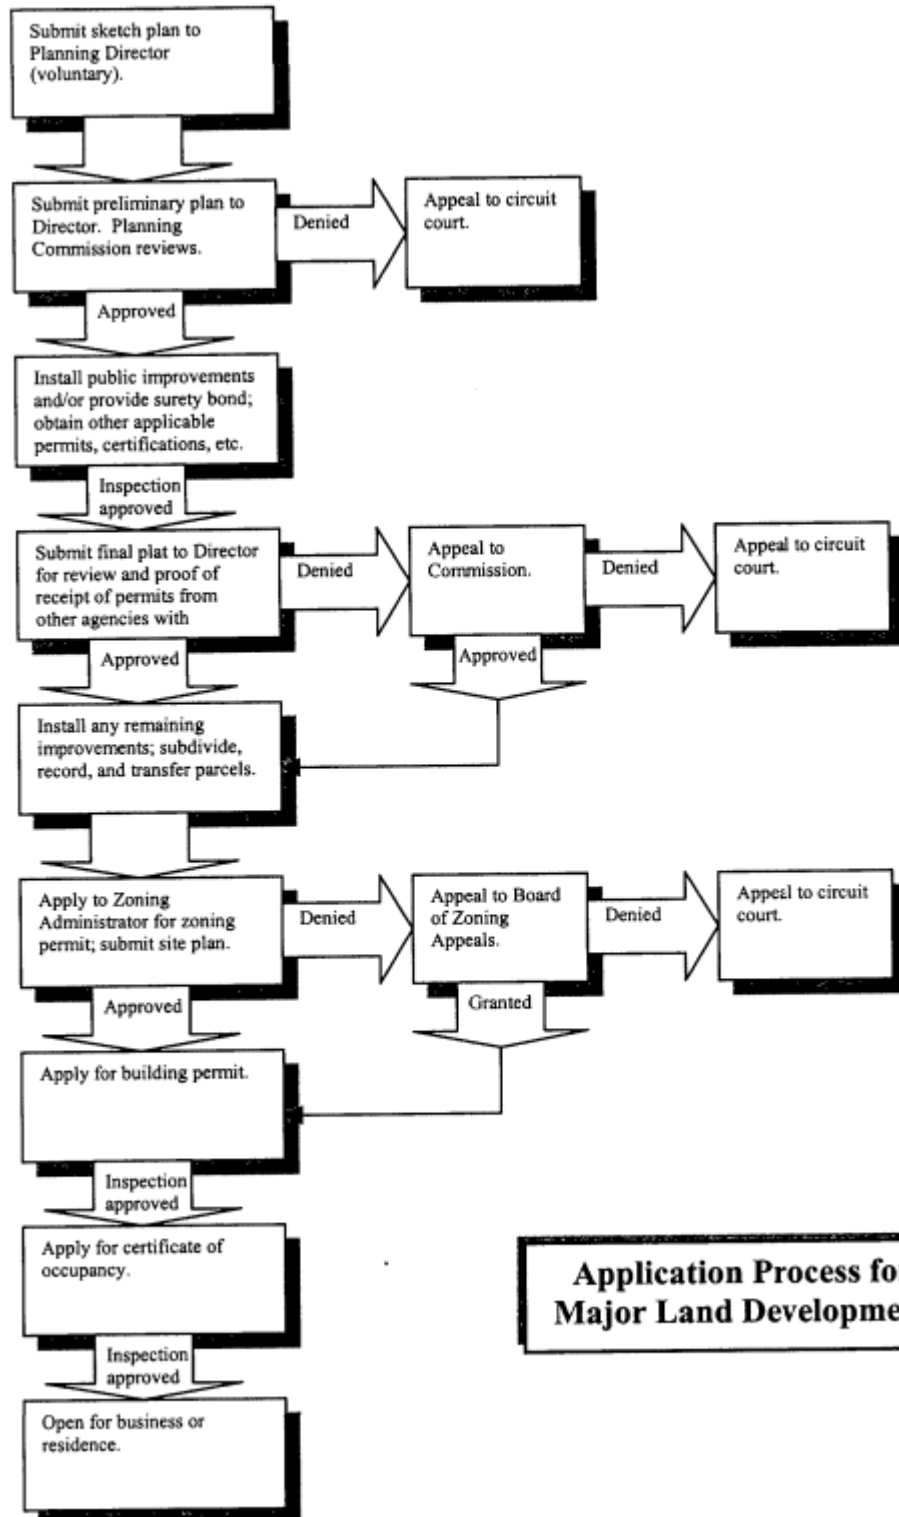 Submit sketch plan to
Planning Director
(voluntary).
Submit preliminary plan to
Director. Planning
Commission reviews.
Denied
Appeal to circuit
court.
Approved
Install public improvements
and/or provide surety bond;
obtain other applicable
permits, certifications, etc.
Inspection
approved
Submit final plat to Director
for review and proof of
receipt of permits from
other agencies with
Denied
Appeal to
Commission.
Denied
Appeal to circuit
court.
Approved
Approved
Install any remaining
improvements; subdivide,
record, and transfer parcels.
Apply to Zoning
Administrator for zoning
permit; submit site plan.
Denied
Appeal to Board
of Zoning
Appeals.
Denied
Appeal to circuit
court.
Approved
Granted
Apply for building permit.
Inspection
approved
Apply for certificate of
occupancy.
Application Process for
Major Land Developme
Inspection
approved
Open for business or
residence.